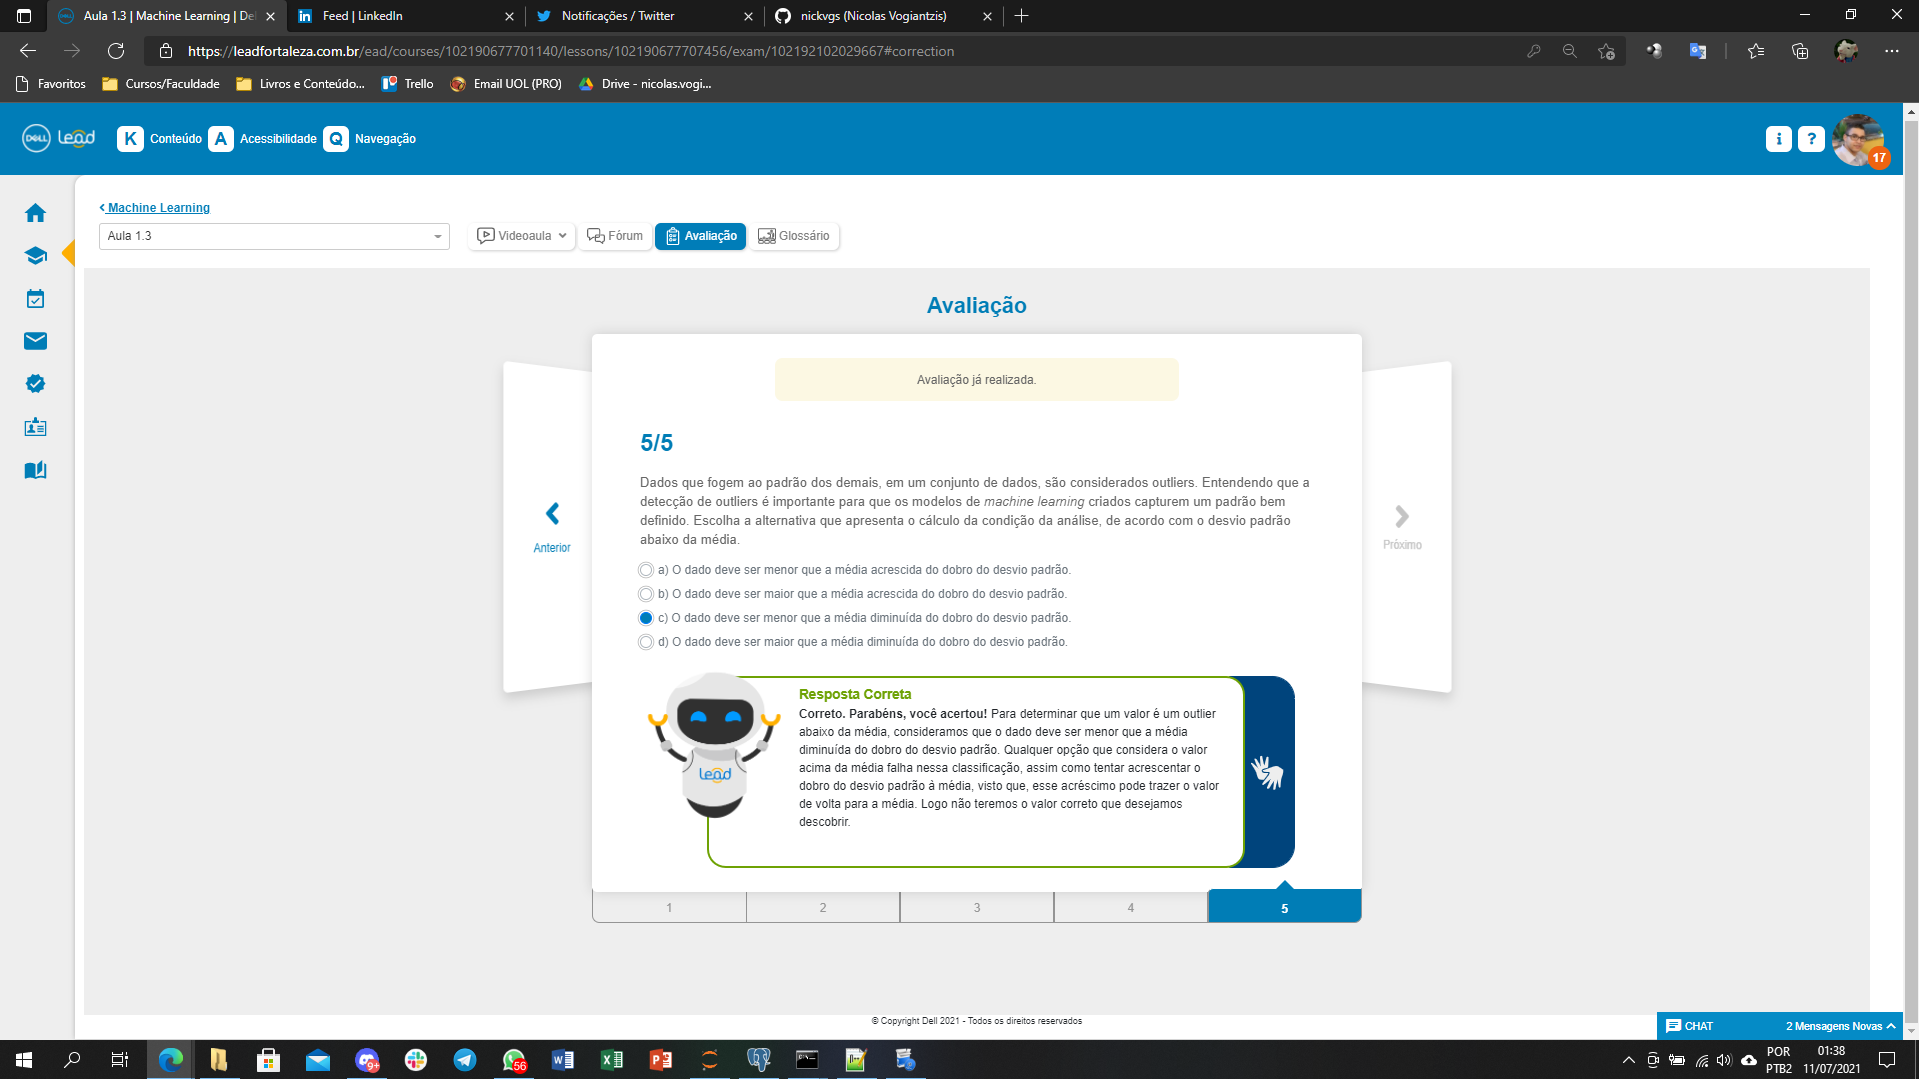 Aula 1.3 | Machine Learning | De
Feed | LinkedIn
Notificações / Twitter
nickvgs (Nicolas Vogiantzis)
https://leadfortaleza.com.br/ead/courses/102190677701140/lessons/102190677707456/exam/102192102029667#correction
Favoritos
Cursos/Faculdade
Livros e Conteúdo...
Trello
Email UOL (PRO)
Drive - nicolas.vogi...
DELL Lead
K Conteúdo
A Acessibilidade
Q Navegação
i
?
17
Machine Learning
Aula 1.3
Videoaula
Fórum
Avaliação
Glossário
Avaliação
Avaliação já realizada.
5/5
Dados que fogem ao padrão dos demais, em um conjunto de dados, são considerados outliers. Entendendo que a
detecção de outliers é importante para que os modelos de machine learning criados capturem um padrão bem
definido. Escolha a alternativa que apresenta o cálculo da condição da análise, de acordo com o desvio padrão
abaixo da média.
Anterior
Próximo
a) O dado deve ser menor que a média acrescida do dobro do desvio padrão.
b) O dado deve ser maior que a média acrescida do dobro do desvio padrão.
c) O dado deve ser menor que a média diminuída do dobro do desvio padrão.
d) O dado deve ser maior que a média diminuída do dobro do desvio padrão.
Lead
Resposta Correta
Correto. Parabéns, você acertou! Para determinar que um valor é um outlier
abaixo da média, consideramos que o dado deve ser menor que a média
diminuída do dobro do desvio padrão. Qualquer opção que considera o valor
acima da média falha nessa classificação, assim como tentar acrescentar o
dobro do desvio padrão à média, visto que, esse acréscimo pode trazer o valor
de volta para a média. Logo não teremos o valor correto que desejamos
descobrir.
1
2
3
4
5
© Copyright Dell 2021 - Todos os direitos reservados
CHAT
2 Mensagens Novas
9+
56
POR
PTB2
01:38
11/07/2021